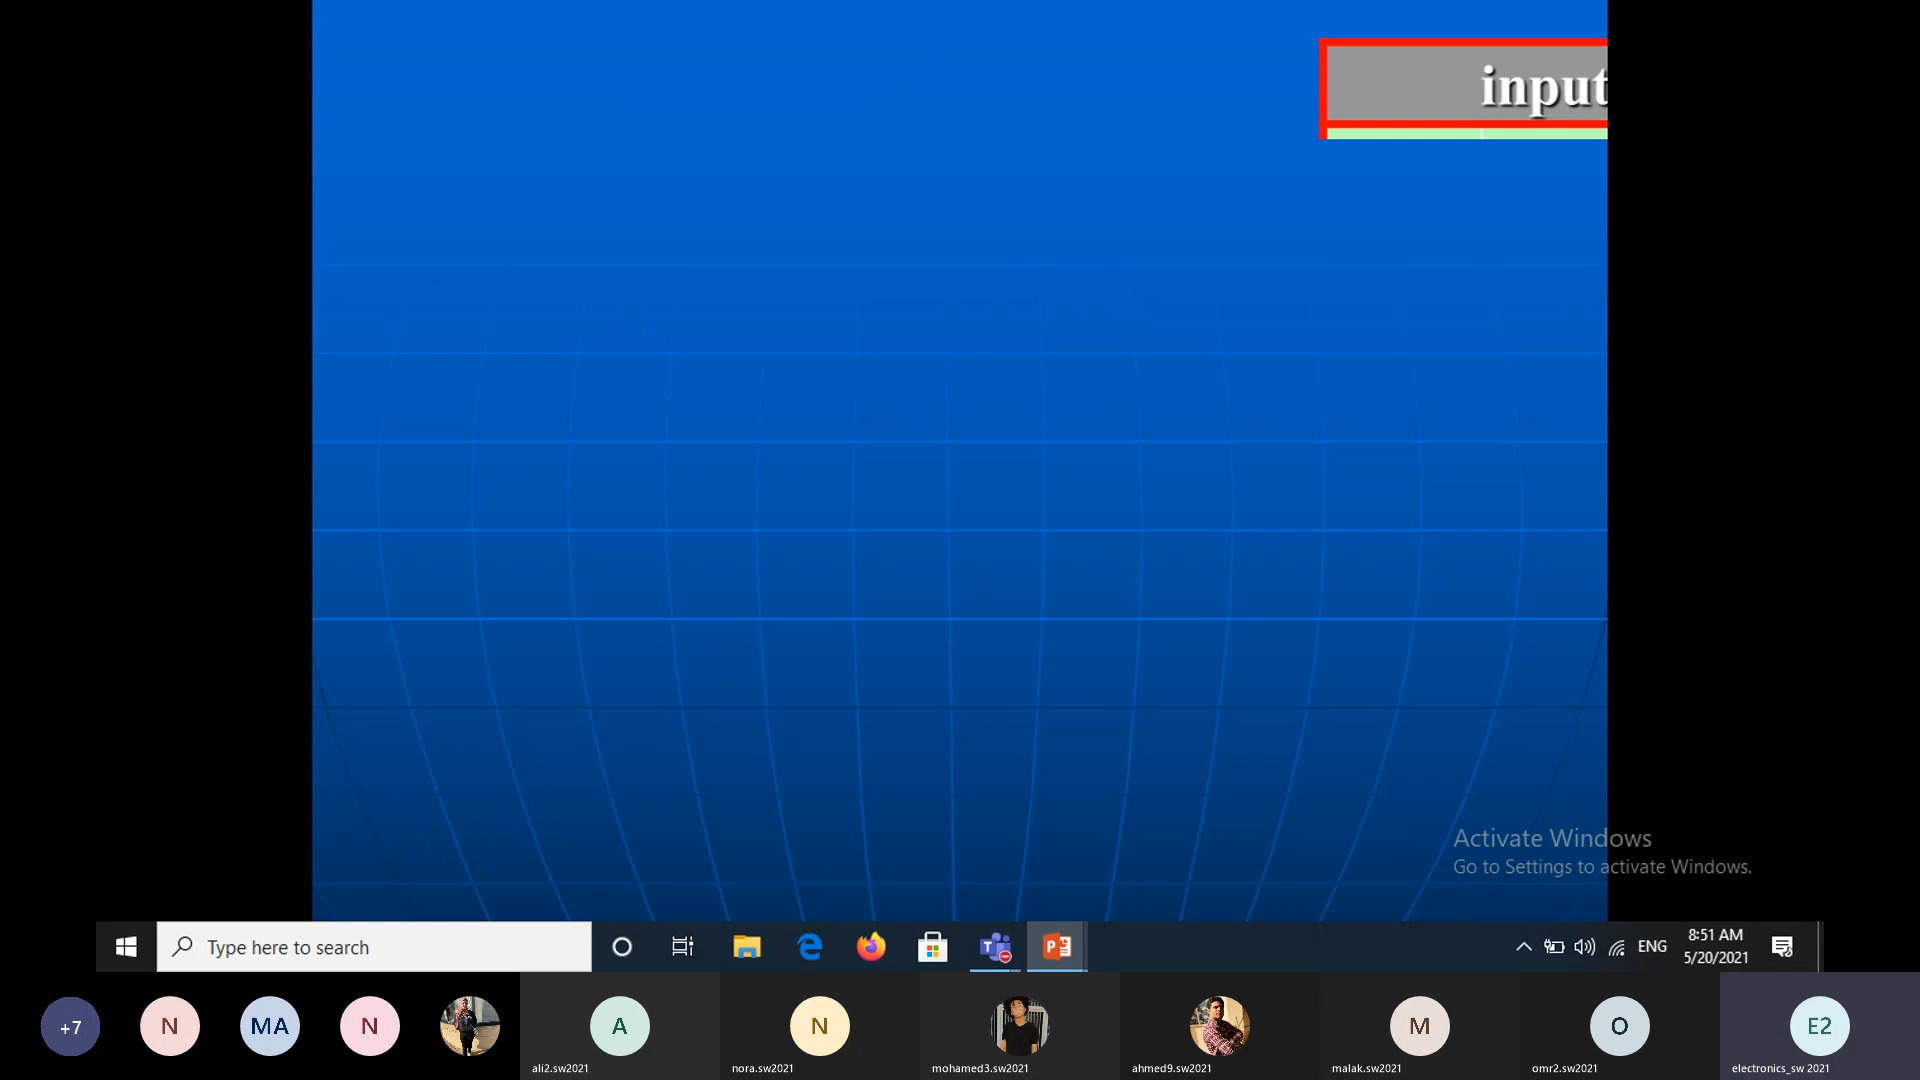 input
Activate Windows
Go to Settings to activate Windows.
Type here to search
ENG
8:51 AM
5/20/2021
+7
N
MA
N
A
N
M
O
E2
ali2.sw2021
nora.sw2021
mohamed3.sw2021
ahmed9.sw2021
malak.sw2021
omr2.sw2021
electronics_sw 2021